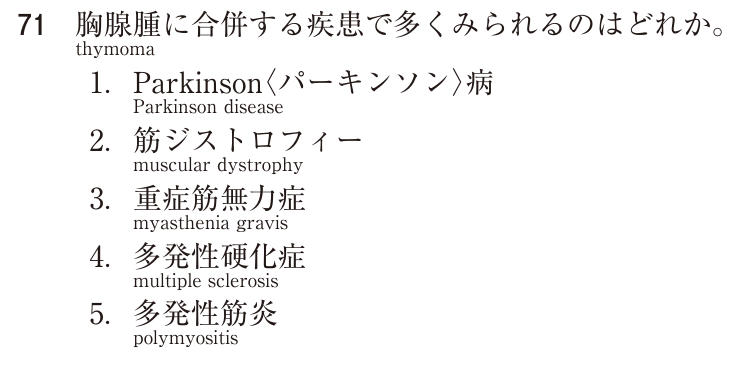 71 胸腺腫に合併する疾患で多くみられるのはどれか。
thymoma
1. Parkinson〈パーキンソン〉病
Parkinson disease
2. 筋ジストロフィー
muscular dystrophy
3. 重症筋無力症
myasthenia gravis
4. 多発性硬化症
multiple sclerosis
5. 多発性筋炎
polymyositis